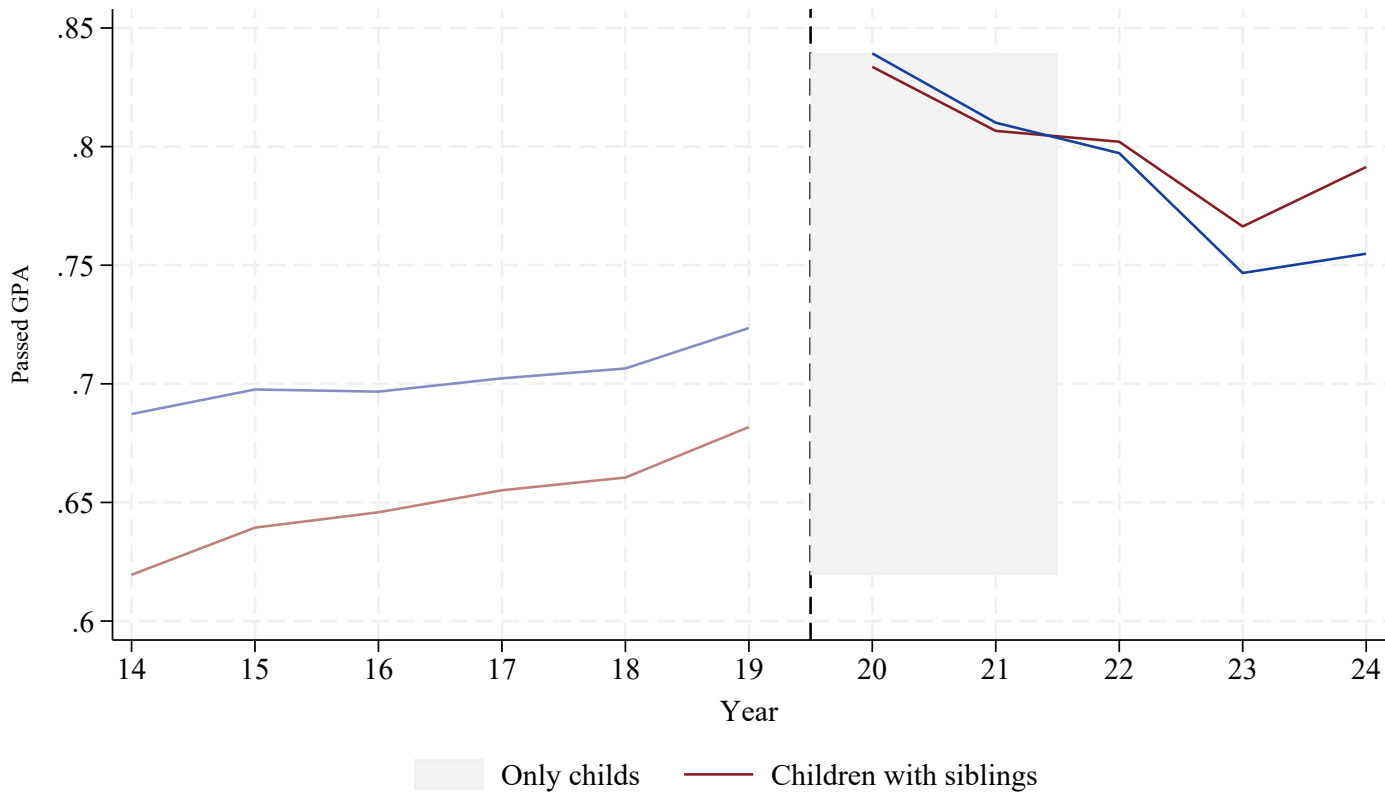 Passed GPA
.85
.8
.75
.7
.65
.6
14 15 16 17 18 19 20 21 22 23 24
Year
Only childs Children with siblings